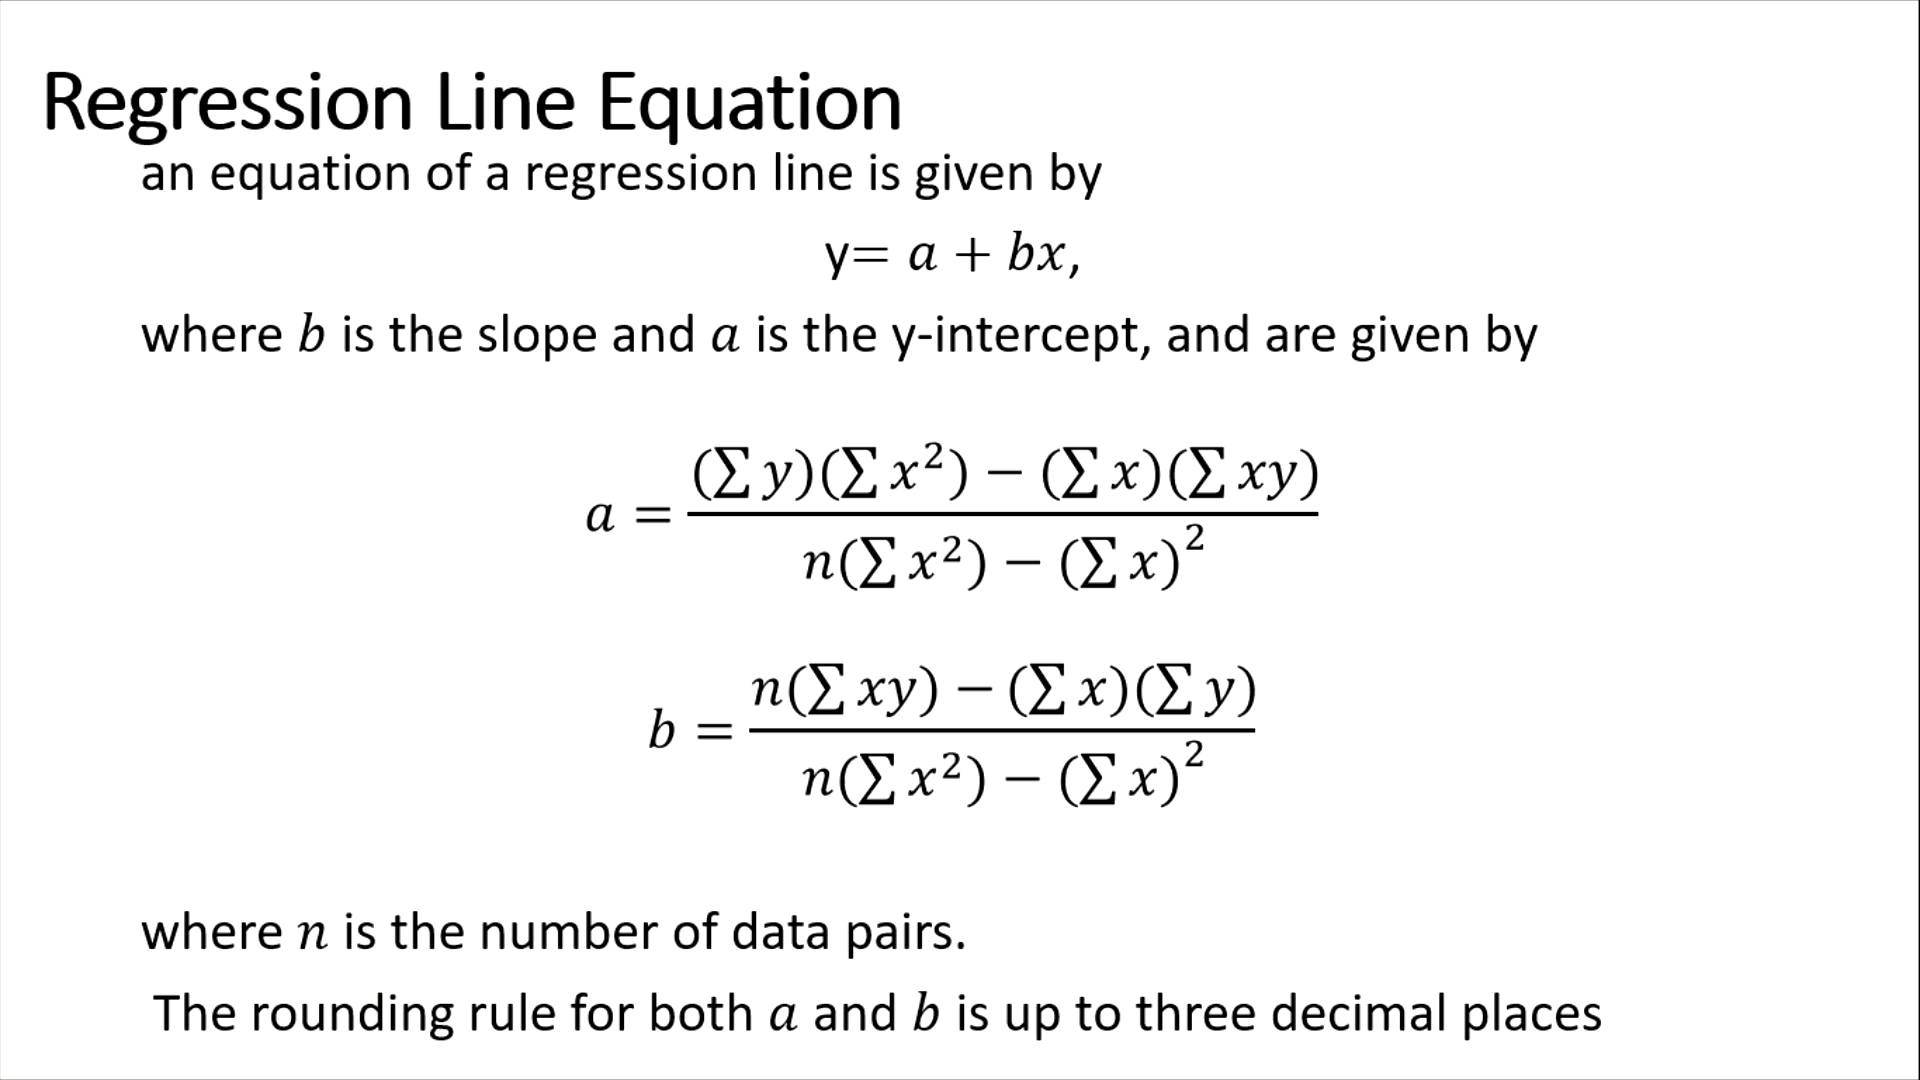 Regression Line Equation
an equation of a regression line is given by
y= a + bx,
where b is the slope and a is the y-intercept, and are given by
a = \frac{(∑ y)(∑ x²) − (∑ x)(∑ xy)}{n(∑ x²) − (∑ x)²}
b = \frac{n(∑ xy) − (∑ x)(∑ y)}{n(∑ x²) − (∑ x)²}
where n is the number of data pairs.
The rounding rule for both a and b is up to three decimal places